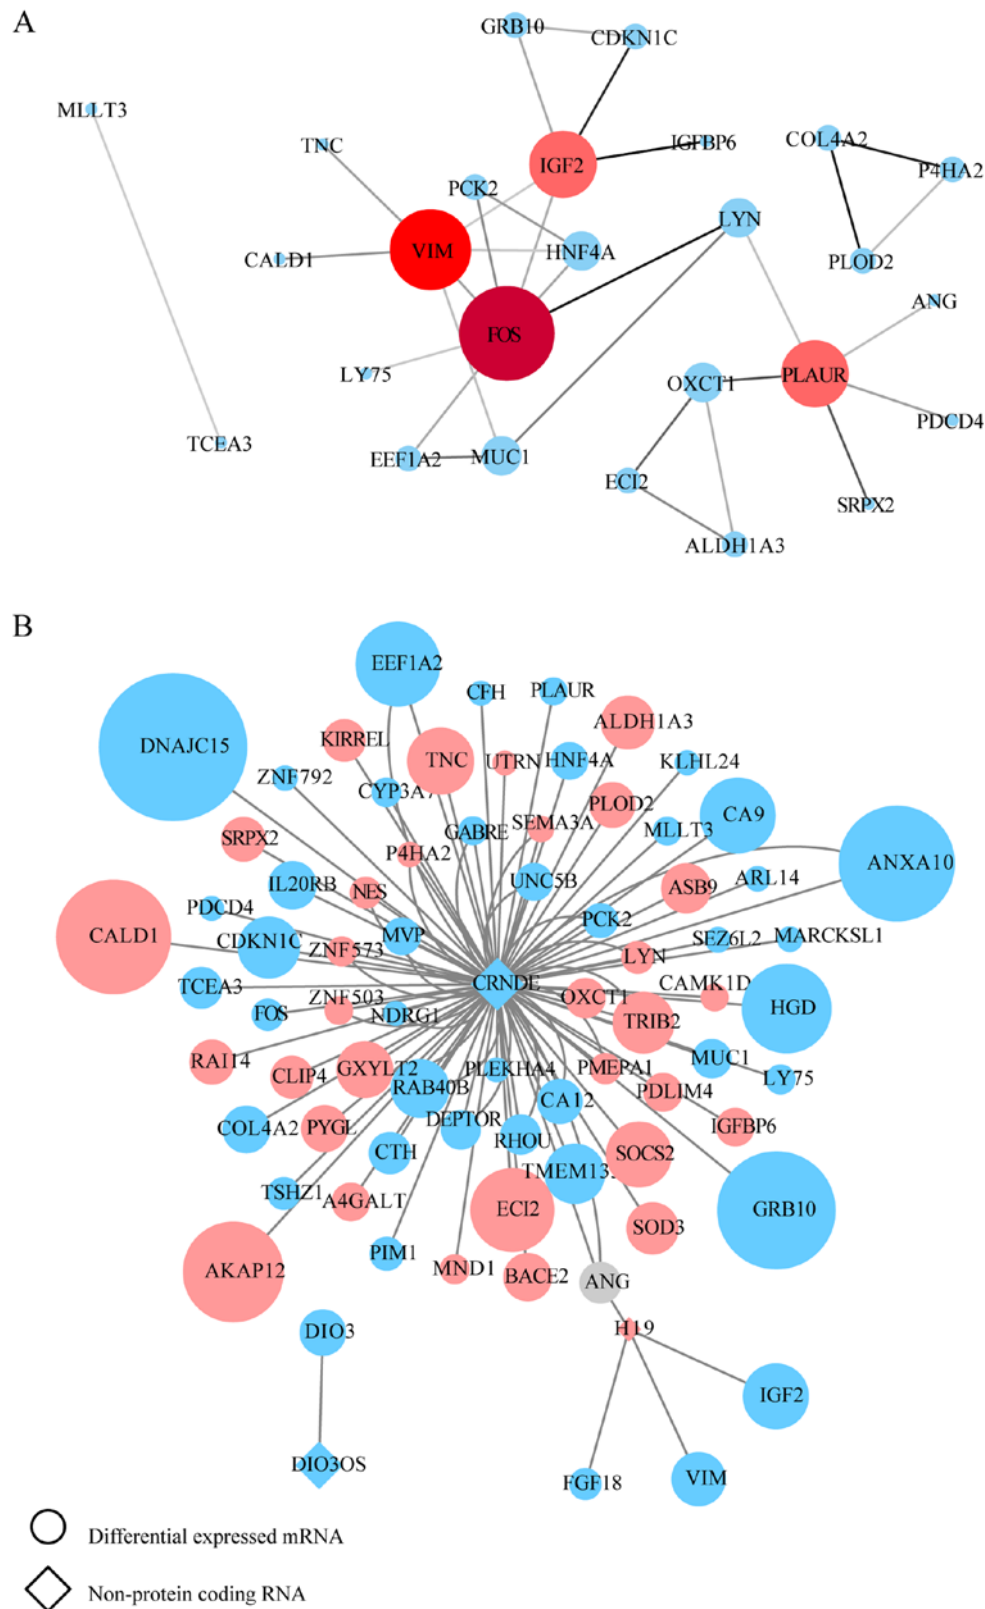 A
GRB10
CDKN1C
MLLT3
TNC
IGF2
IGFBP6
COL4A2
P4HA2
PCK2
LYN
CALD1
VIM
HNF4A
PLOD2
ANG
FOS
LY75
OXCT1
PLAUR
PDCD4
TCEA3
EEF1A2
MUC1
ECI2
SRPX2
ALDH1A3
B
EEF1A2
CFH
PLAUR
ALDH1A3
DNAJC15
KIRREL
TNC
UTRN
HNF4A
KLHL24
ZNF792
CYP3A7
PLOD2
CA9
SRPX2
P4HA2
GABRE
SEMA3A
MLLT3
ANXA10
IL20RB
NES
UNC5B
ASB9
ARL14
PDCD4
CALD1
CDKN1C
ZNF573
MVP
PCK2
SEZ6L2
MARCKSL1
LYN
TCEA3
CRNDE
CAMK1D
FOS
ZNF503
NDRG1
OXCT1
TRIB2
HGD
RAI14
CLIP4
GXYLT2
RAB40B
PLEKHA4
PMEPA1
MUC1
LY75
COL4A2
PYGL
DEPTOR
CA12
PDLIM4
IGFBP6
CTH
RHOU
SOCS2
TSHZ1
A4GALT
TMEM13
ECI2
GRB10
SOD3
AKAP12
PIM1
MND1
BACE2
ANG
DIO3
H19
IGF2
DIO3OS
FGF18
VIM
Differential expressed mRNA
Non-protein coding RNA